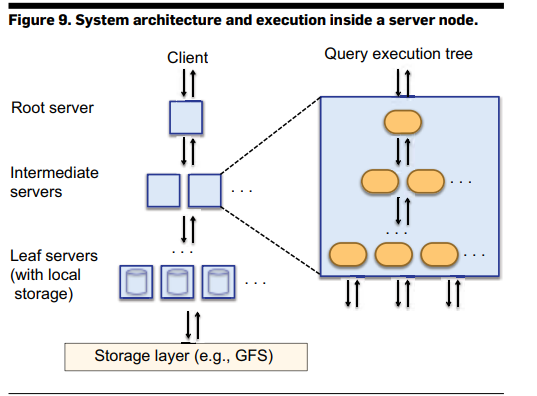 Figure 9. System architecture and execution inside a server node.
Client
Query execution tree
Root server
Intermediate
servers
. . .
. . .
. . .
. . .
Leaf servers
(with local
storage)
. . .
. . .
Storage layer (e.g., GFS)